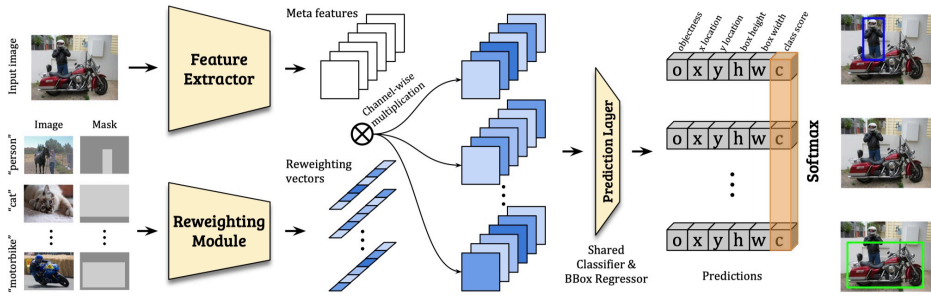 Input image
Feature
Extractor
Meta features
Channel-wise
multiplication
objectness
x location
y location
box height
box width
class score
o x y h w c
Image
Mask
"person"
"cat"
"motorbike"
Reweighting
Module
Reweighting
vectors
Prediction Layer
Shared
Classifier &
BBox Regressor
o x y h w c
o x y h w c
Predictions
Softmax